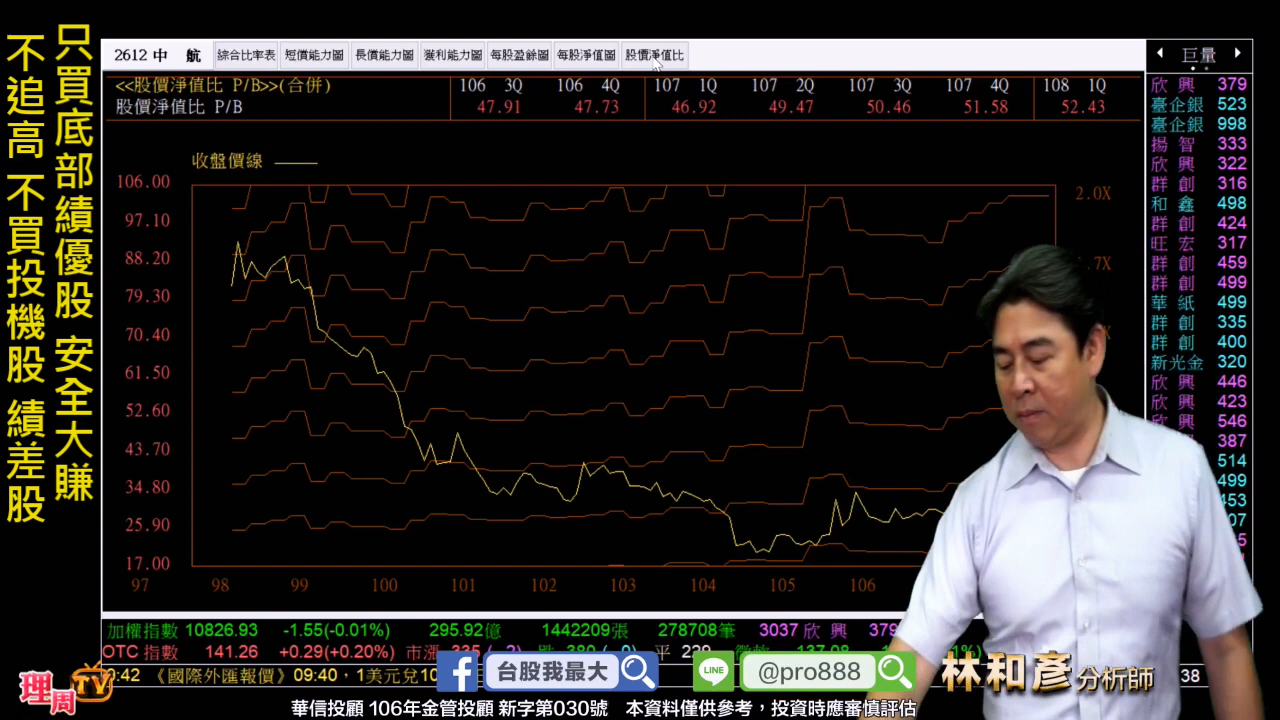 只買底部績優股 安全大賺
不追高 不買投機股 績差股
2612 中 航 綜合比率表 短償能力圖 長償能力圖 獲利能力圖 每股盈餘圖 每股淨值圖 股價淨值比 巨量
<<股價淨值比 P/B>>(合併) 106 3Q 106 4Q 107 1Q 107 2Q 107 3Q 107 4Q 108 1Q
股價淨值比 P/B 47.91 47.73 46.92 49.47 50.46 51.58 52.43
收盤價線
106.00
97.10
88.20
79.30
70.40
61.50
52.60
43.70
34.80
25.90
17.00
2.0X
.7X
97 98 99 100 101 102 103 104 105 106
欣 興 379
臺企銀 523
臺企銀 998
揚 智 333
欣 興 322
群 創 316
和 鑫 498
群 創 424
旺 宏 317
群 創 459
群 創 499
華 紙 499
群 創 335
群 創 400
新光金 320
欣 興 446
欣 興 423
欣 興 546
387
514
499
453
07
加權指數 10826.93 -1.55(-0.01%) 295.92億 1442209張 278708筆 3037 欣 興 379
OTC 指數 141.26 +0.29(+0.20%) 市漲
9:42 《國際外匯報價》09:40，1美元兌10
38
台股我最大
LINE @pro888
林和彥 分析師
理周TV
華信投顧 106年金管投顧 新字第030號 本資料僅供參考，投資時應審慎評估